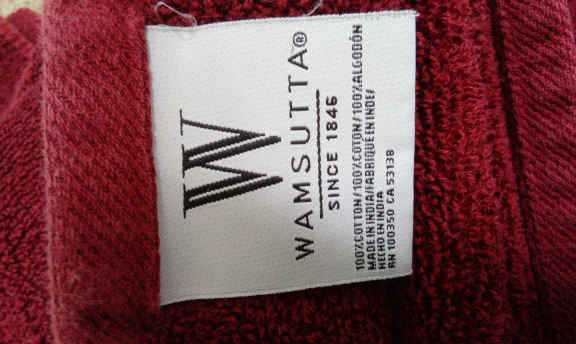 W
WAMSUTTA®
SINCE 1846
100%COTTON/100%COTON/100%ALGODÓN
MADE IN INDIA/FABRIQUE EN INDE/
HECHO EN INDIA
RN 100350 CA 53138